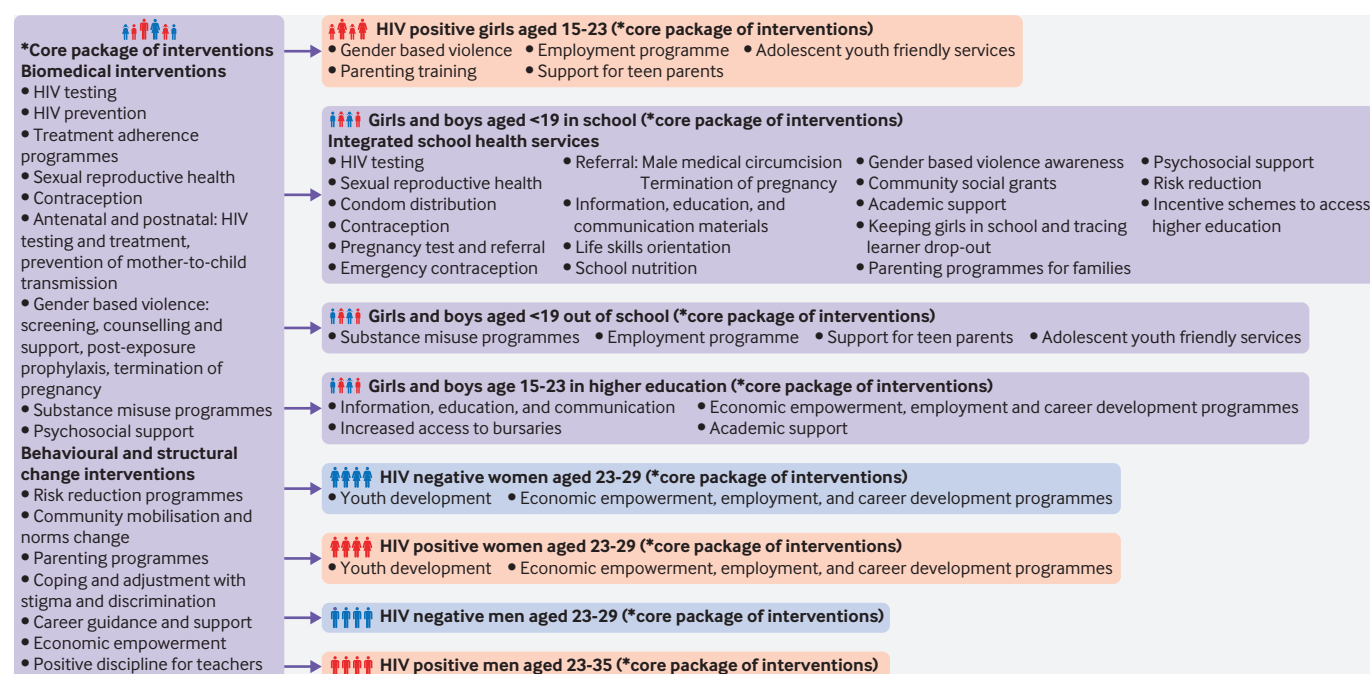 *Core package of interventions
Biomedical interventions
• HIV testing
• HIV prevention
• Treatment adherence
programmes
• Sexual reproductive health
• Contraception
• Antenatal and postnatal: HIV
testing and treatment,
prevention of mother-to-child
transmission
• Gender based violence:
screening, counselling and
support, post-exposure
prophylaxis, termination of
pregnancy
• Substance misuse programmes
• Psychosocial support
Behavioural and structural
change interventions
• Risk reduction programmes
• Community mobilisation and
norms change
• Parenting programmes
• Coping and adjustment with
stigma and discrimination
• Career guidance and support
• Economic empowerment
• Positive discipline for teachers
HIV positive girls aged 15-23 (*core package of interventions)
• Gender based violence • Employment programme • Adolescent youth friendly services
• Parenting training • Support for teen parents
Girls and boys aged <19 in school (*core package of interventions)
Integrated school health services
• HIV testing
• Sexual reproductive health
• Condom distribution
• Contraception
• Pregnancy test and referral
• Emergency contraception
• Referral: Male medical circumcision
Termination of pregnancy
• Information, education, and
communication materials
• Life skills orientation
• School nutrition
• Gender based violence awareness
• Community social grants
• Academic support
• Keeping girls in school and tracing
learner drop-out
• Parenting programmes for families
• Psychosocial support
• Risk reduction
• Incentive schemes to access
higher education
Girls and boys aged <19 out of school (*core package of interventions)
• Substance misuse programmes • Employment programme • Support for teen parents • Adolescent youth friendly services
Girls and boys age 15-23 in higher education (*core package of interventions)
• Information, education, and communication • Economic empowerment, employment and career development programmes
• Increased access to bursaries • Academic support
HIV negative women aged 23-29 (*core package of interventions)
• Youth development • Economic empowerment, employment, and career development programmes
HIV positive women aged 23-29 (*core package of interventions)
• Youth development • Economic empowerment, employment, and career development programmes
HIV negative men aged 23-29 (*core package of interventions)
HIV positive men aged 23-35 (*core package of interventions)